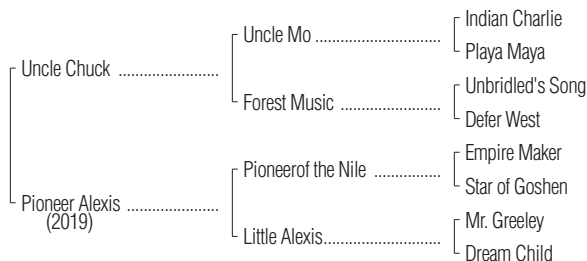 Indian Charlie
Uncle Mo ..................................
Playa Maya
Uncle Chuck ...........................
Unbridled's Song
Forest Music ............................
Defer West
Empire Maker
Pioneerof the Nile ..................
Star of Goshen
Pioneer Alexis .........................
(2019)
Mr. Greeley
Little Alexis................................
Dream Child